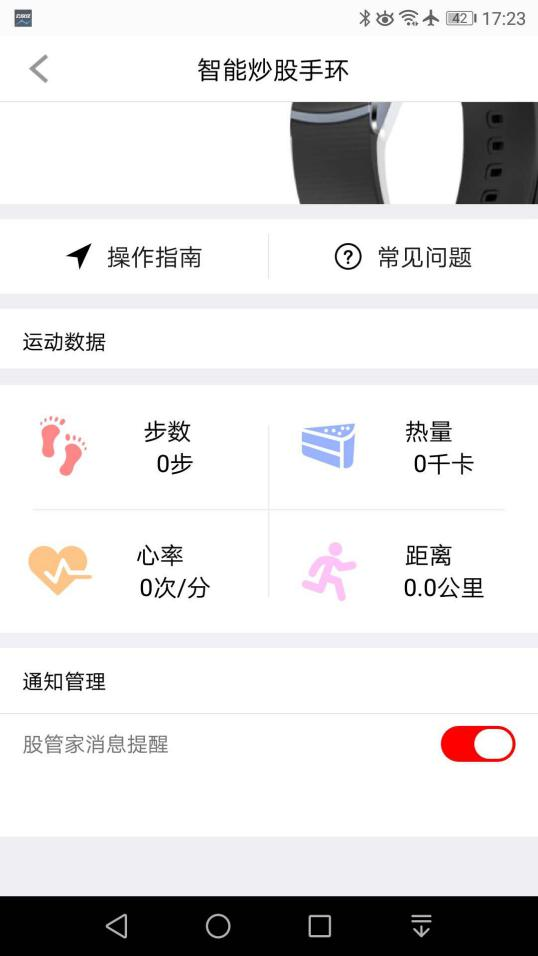 42 17:23
智能炒股手环
操作指南
常见问题
运动数据
步数
0步
热量
0千卡
心率
0次/分
距离
0.0公里
通知管理
股管家消息提醒